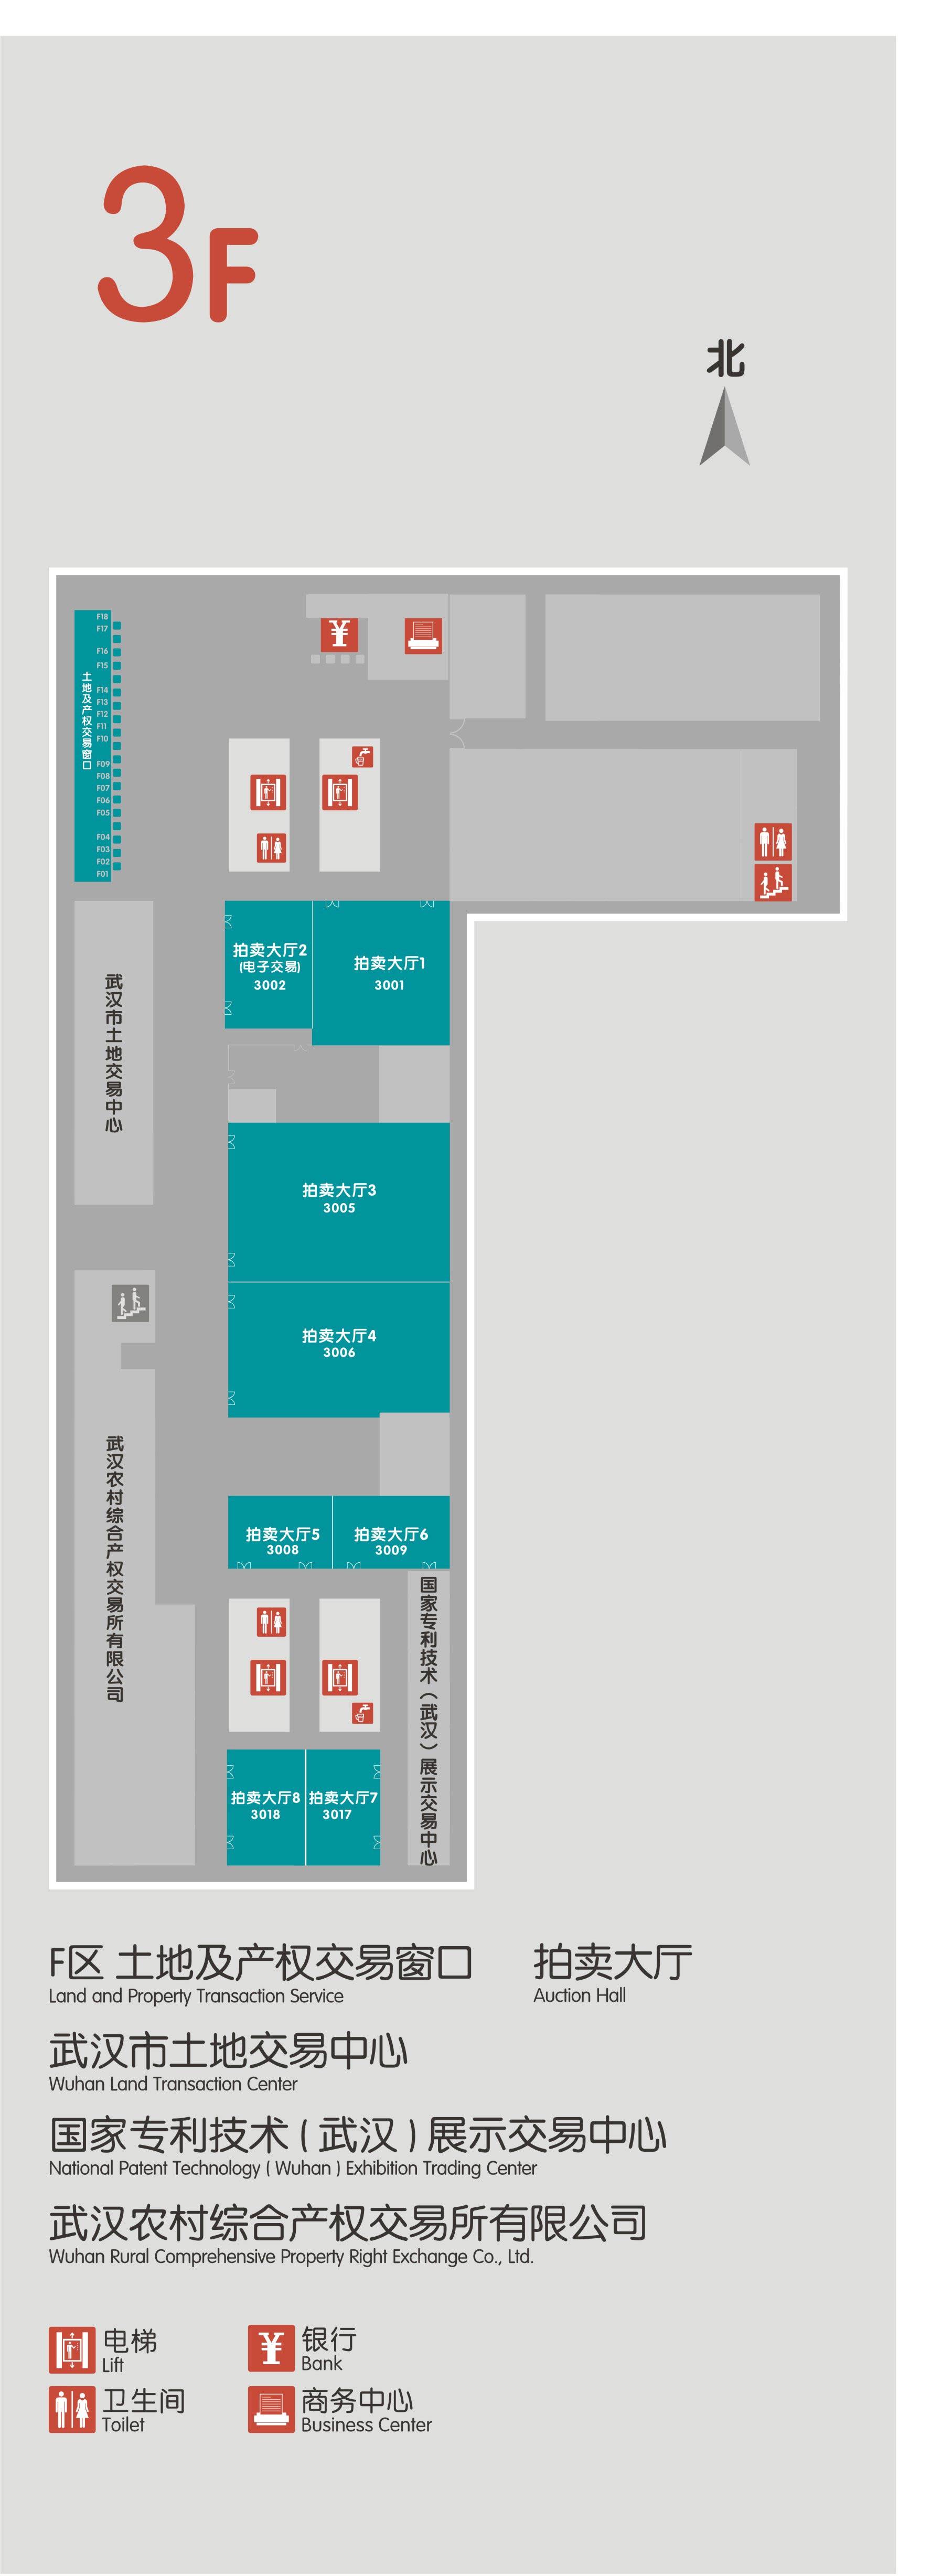 3F
北
F18
F17
F16
F15
F14
F13
F12
F11
F10
F09
F08
F07
F06
F05
F04
F03
F02
F01
土地及产权交易窗口
¥
拍卖大厅2
(电子交易)
3002
拍卖大厅1
3001
武汉市土地交易中心
拍卖大厅3
3005
拍卖大厅4
3006
武汉农村综合产权交易所有限公司
拍卖大厅5
3008
拍卖大厅6
3009
国家专利技术(武汉)展示交易中心
拍卖大厅8
3018
拍卖大厅7
3017
F区 土地及产权交易窗口
Land and Property Transaction Service
拍卖大厅
Auction Hall
武汉市土地交易中心
Wuhan Land Transaction Center
国家专利技术(武汉)展示交易中心
National Patent Technology ( Wuhan ) Exhibition Trading Center
武汉农村综合产权交易所有限公司
Wuhan Rural Comprehensive Property Right Exchange Co., Ltd.
电梯
Lift
¥
银行
Bank
卫生间
Toilet
商务中心
Business Center